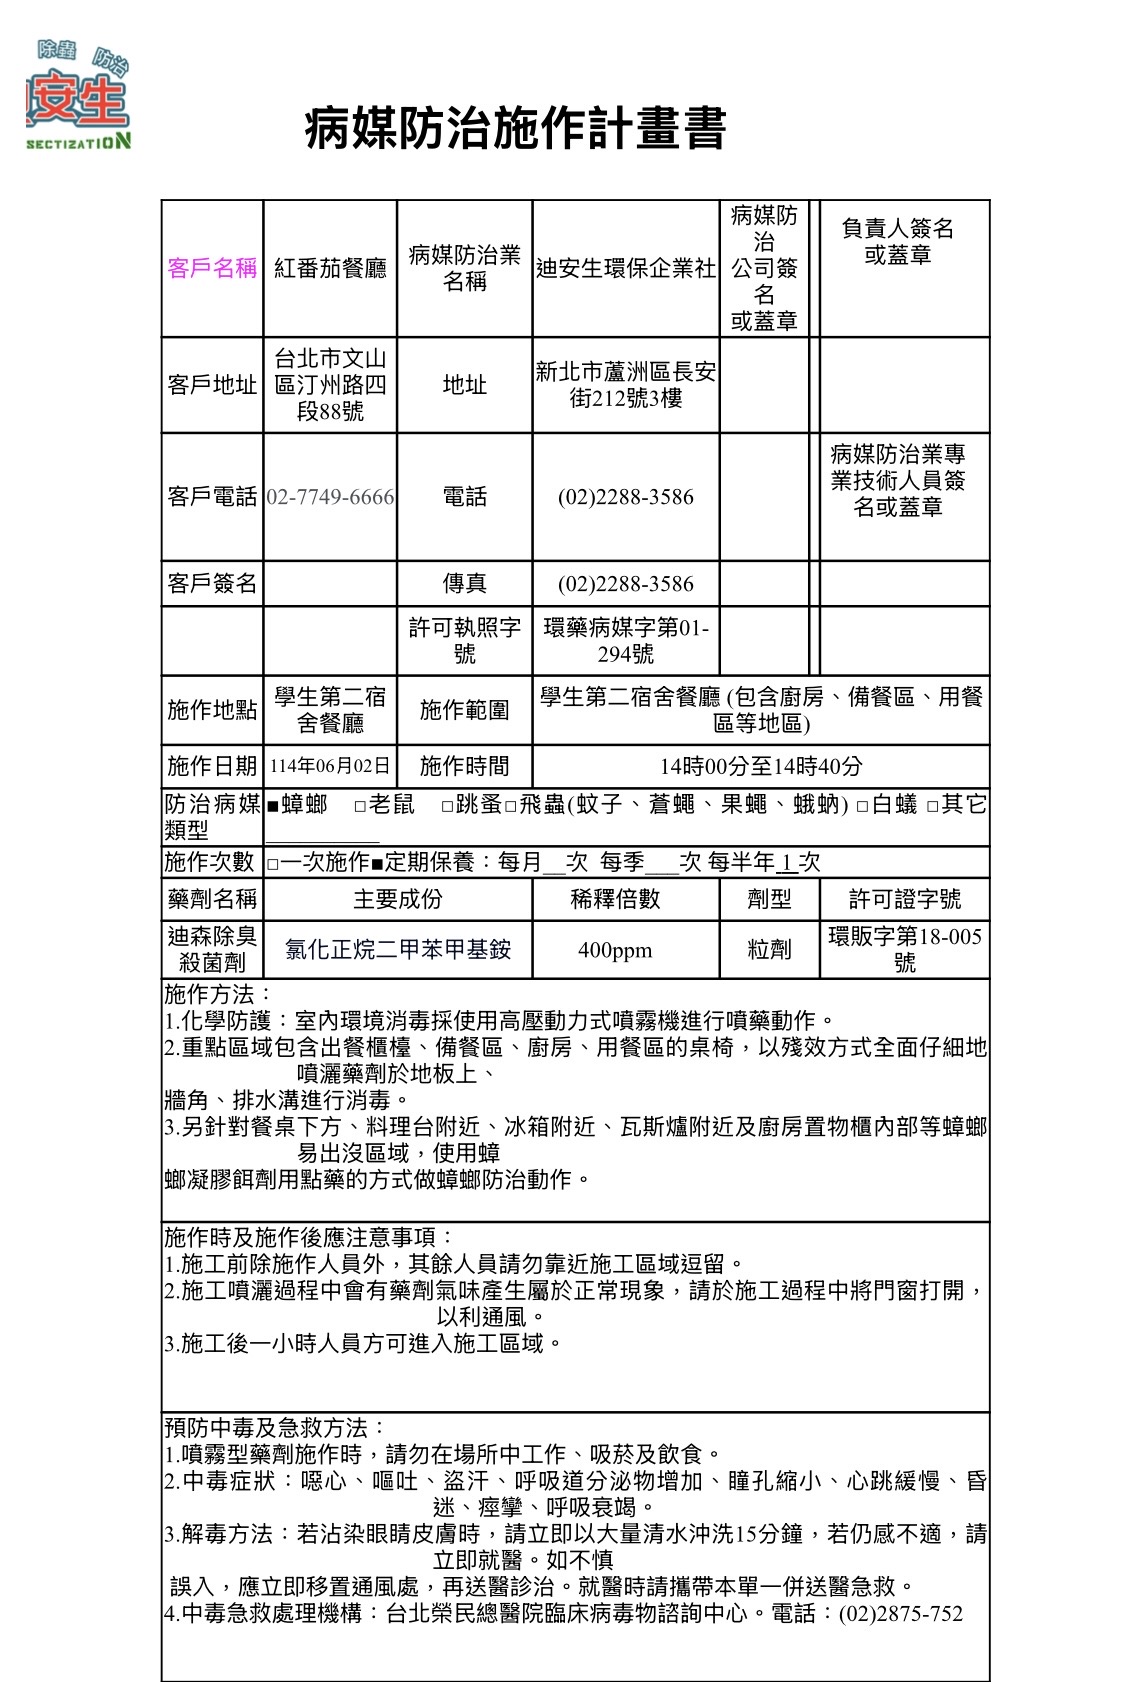 除蟲 防治
安生
SECTIZATION
病媒防治施作計畫書
客戶名稱 紅番茄餐廳 病媒防治業名稱 迪安生環保企業社 病媒防治公司簽名或蓋章 負責人簽名或蓋章
客戶地址 台北市文山區汀州路四段88號 地址 新北市蘆洲區長安街212號3樓
客戶電話 02-7749-6666 電話 (02)2288-3586 病媒防治業專業技術人員簽名或蓋章
客戶簽名 傳真 (02)2288-3586
許可執照字號 環藥病媒字第01-294號
施作地點 學生第二宿舍餐廳 施作範圍 學生第二宿舍餐廳 (包含廚房、備餐區、用餐區等地區)
施作日期 114年06月02日 施作時間 14時00分至14時40分
防治病媒類型 ■蟑螂 □老鼠 □跳蚤□飛蟲(蚊子、蒼蠅、果蠅、蛾蚋) □白蟻 □其它__________
施作次數 □一次施作■定期保養：每月__次 每季___次 每半年 1 次
藥劑名稱 主要成份 稀釋倍數 劑型 許可證字號
迪森除臭殺菌劑 氯化正烷二甲苯甲基銨 400ppm 粒劑 環販字第18-005號
施作方法：
1.化學防護：室內環境消毒採使用高壓動力式噴霧機進行噴藥動作。
2.重點區域包含出餐櫃檯、備餐區、廚房、用餐區的桌椅，以殘效方式全面仔細地
噴灑藥劑於地板上、
牆角、排水溝進行消毒。
3.另針對餐桌下方、料理台附近、冰箱附近、瓦斯爐附近及廚房置物櫃內部等蟑螂
易出沒區域，使用蟑
螂凝膠餌劑用點藥的方式做蟑螂防治動作。
施作時及施作後應注意事項：
1.施工前除施作人員外，其餘人員請勿靠近施工區域逗留。
2.施工噴灑過程中會有藥劑氣味產生屬於正常現象，請於施工過程中將門窗打開，
以利通風。
3.施工後一小時人員方可進入施工區域。
預防中毒及急救方法：
1.噴霧型藥劑施作時，請勿在場所中工作、吸菸及飲食。
2.中毒症狀：噁心、嘔吐、盜汗、呼吸道分泌物增加、瞳孔縮小、心跳緩慢、昏
迷、痙攣、呼吸衰竭。
3.解毒方法：若沾染眼睛皮膚時，請立即以大量清水沖洗15分鐘，若仍感不適，請
立即就醫。如不慎
誤入，應立即移置通風處，再送醫診治。就醫時請攜帶本單一併送醫急救。
4.中毒急救處理機構：台北榮民總醫院臨床病毒物諮詢中心。電話：(02)2875-752